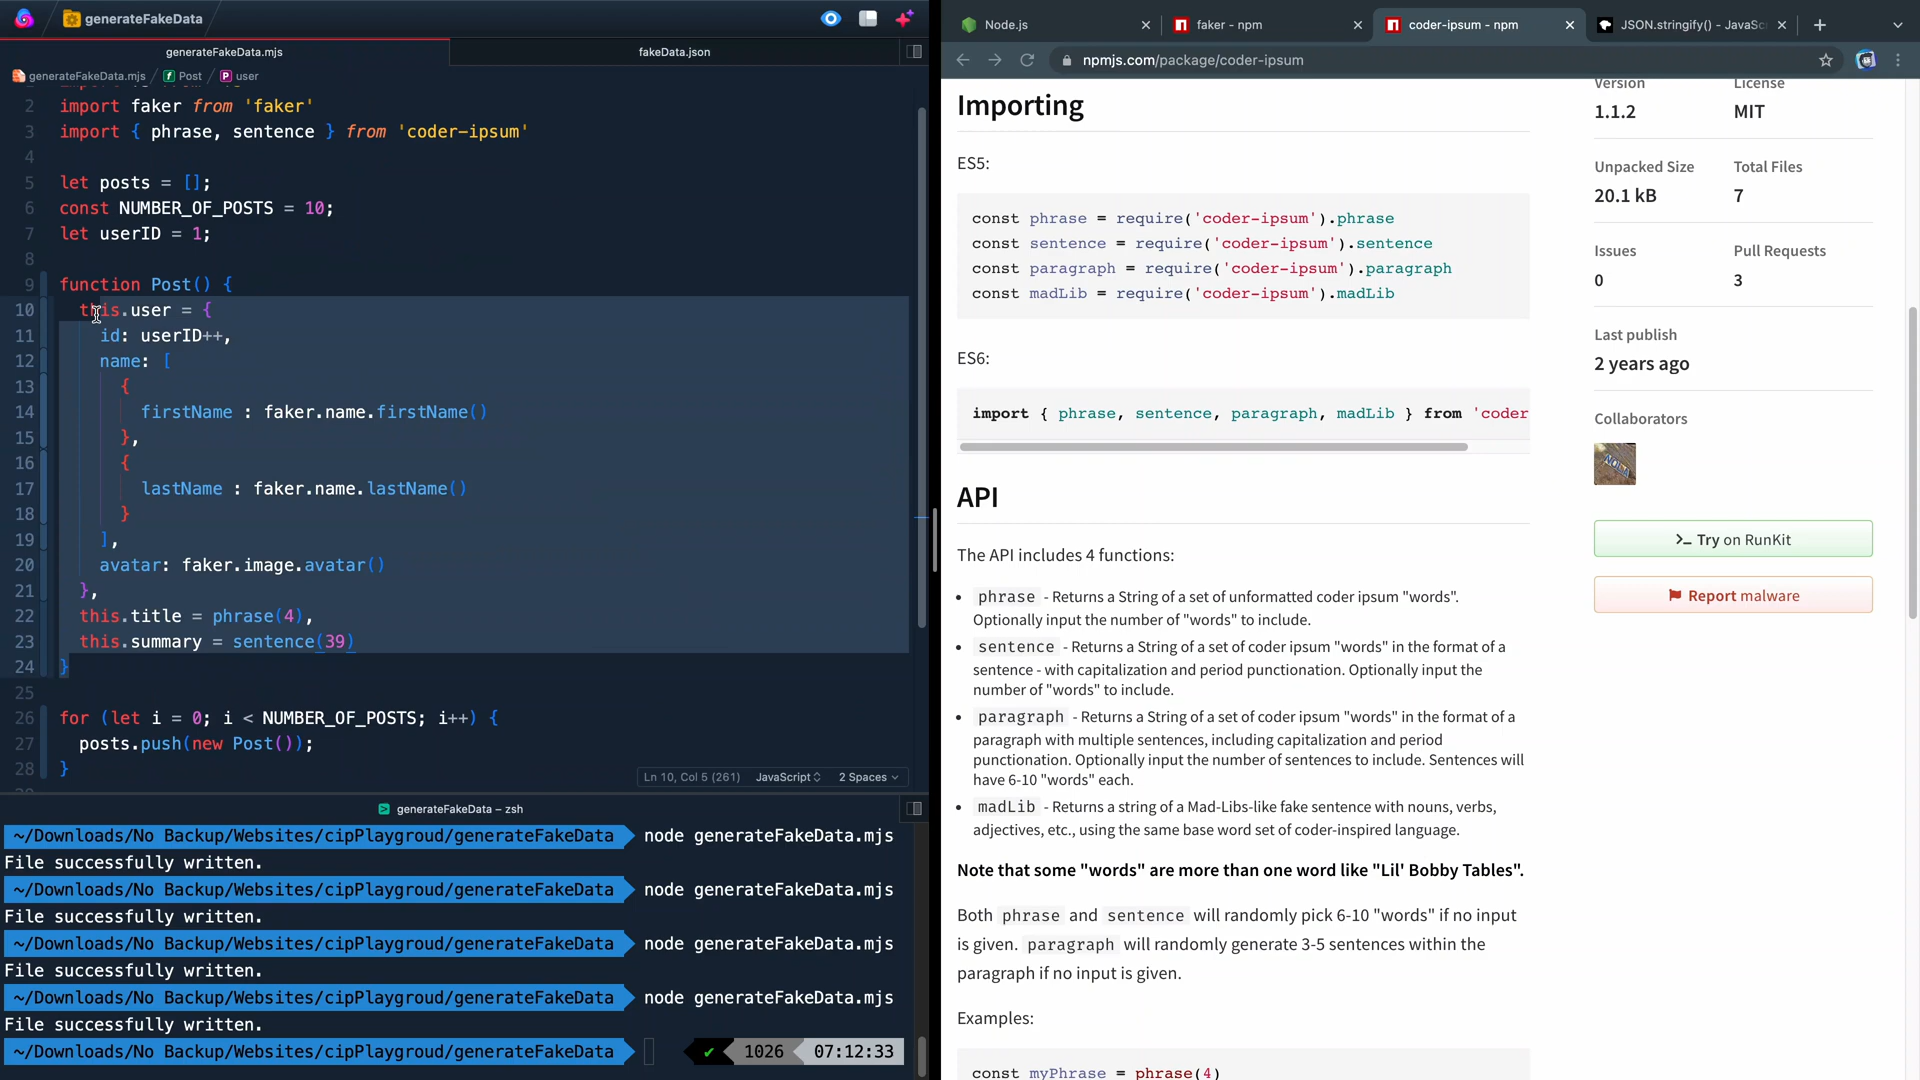 generateFakeData
generateFakeData.mjs
fakeData.json
generateFakeData.mjs Post user
2 import faker from 'faker'
3 import { phrase, sentence } from 'coder-ipsum'
4
5 let posts = [];
6 const NUMBER_OF_POSTS = 10;
7 let userID = 1;
8
9 function Post() {
10 this.user = {
11 id: userID++,
12 name: [
13 {
14 firstName : faker.name.firstName()
15 },
16 {
17 lastName : faker.name.lastName()
18 }
19 ],
20 avatar: faker.image.avatar()
21 },
22 this.title = phrase(4),
23 this.summary = sentence(39)
24 }
25
26 for (let i = 0; i < NUMBER_OF_POSTS; i++) {
27 posts.push(new Post());
28 }
Ln 10, Col 5 (261) JavaScript 2 Spaces
generateFakeData – zsh
~/Downloads/No Backup/Websites/cipPlaygroud/generateFakeData node generateFakeData.mjs
File successfully written.
~/Downloads/No Backup/Websites/cipPlaygroud/generateFakeData node generateFakeData.mjs
File successfully written.
~/Downloads/No Backup/Websites/cipPlaygroud/generateFakeData node generateFakeData.mjs
File successfully written.
~/Downloads/No Backup/Websites/cipPlaygroud/generateFakeData node generateFakeData.mjs
File successfully written.
~/Downloads/No Backup/Websites/cipPlaygroud/generateFakeData ✔ 1026 07:12:33
Node.js
faker - npm
coder-ipsum - npm
JSON.stringify() - JavaSc
npmjs.com/package/coder-ipsum
Importing
ES5:
const phrase = require('coder-ipsum').phrase
const sentence = require('coder-ipsum').sentence
const paragraph = require('coder-ipsum').paragraph
const madLib = require('coder-ipsum').madLib
ES6:
import { phrase, sentence, paragraph, madLib } from 'coder
API
The API includes 4 functions:
• phrase - Returns a String of a set of unformatted coder ipsum "words".
Optionally input the number of "words" to include.
• sentence - Returns a String of a set of coder ipsum "words" in the format of a
sentence - with capitalization and period punctionation. Optionally input the
number of "words" to include.
• paragraph - Returns a String of a set of coder ipsum "words" in the format of a
paragraph with multiple sentences, including capitalization and period
punctionation. Optionally input the number of sentences to include. Sentences will
have 6-10 "words" each.
• madLib - Returns a string of a Mad-Libs-like fake sentence with nouns, verbs,
adjectives, etc., using the same base word set of coder-inspired language.
Note that some "words" are more than one word like "Lil' Bobby Tables".
Both phrase and sentence will randomly pick 6-10 "words" if no input
is given. paragraph will randomly generate 3-5 sentences within the
paragraph if no input is given.
Examples:
const myPhrase = phrase(4)
Version License
1.1.2 MIT
Unpacked Size Total Files
20.1 kB 7
Issues Pull Requests
0 3
Last publish
2 years ago
Collaborators
Try on RunKit
Report malware